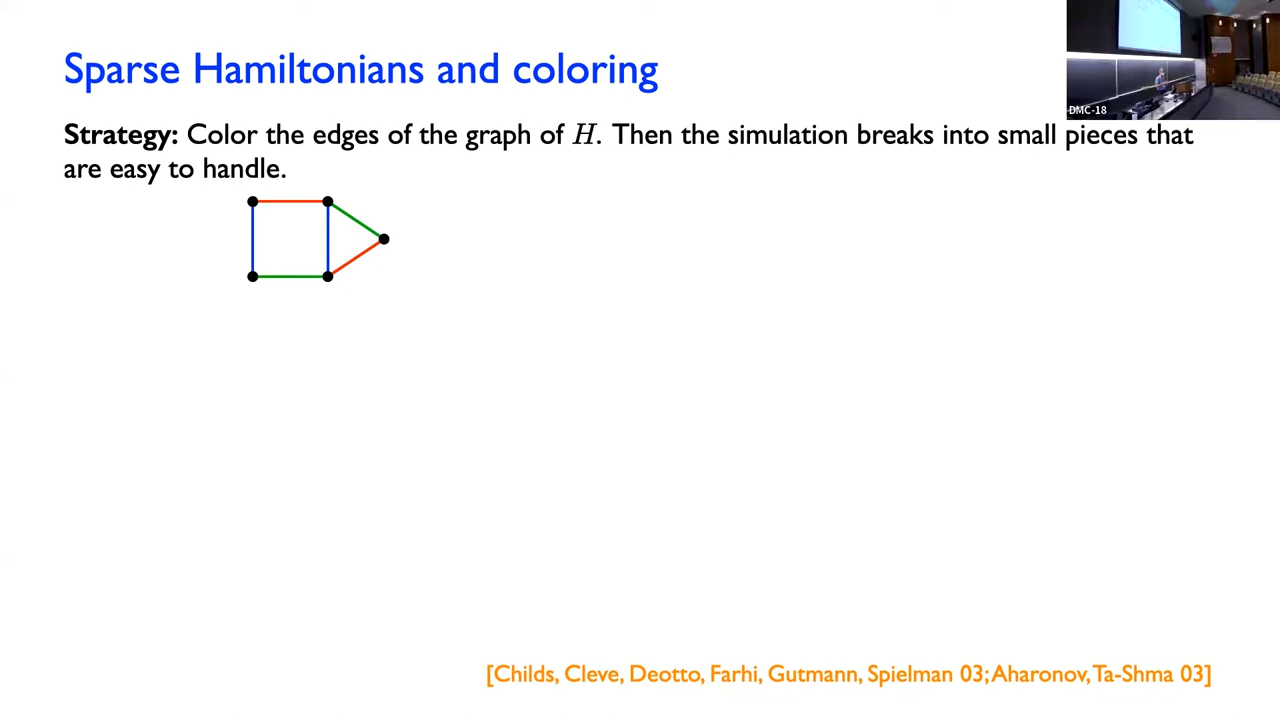 Sparse Hamiltonians and coloring
DMC-18
Strategy: Color the edges of the graph of H. Then the simulation breaks into small pieces that
are easy to handle.
[Childs, Cleve, Deotto, Farhi, Gutmann, Spielman 03; Aharonov, Ta-Shma 03]